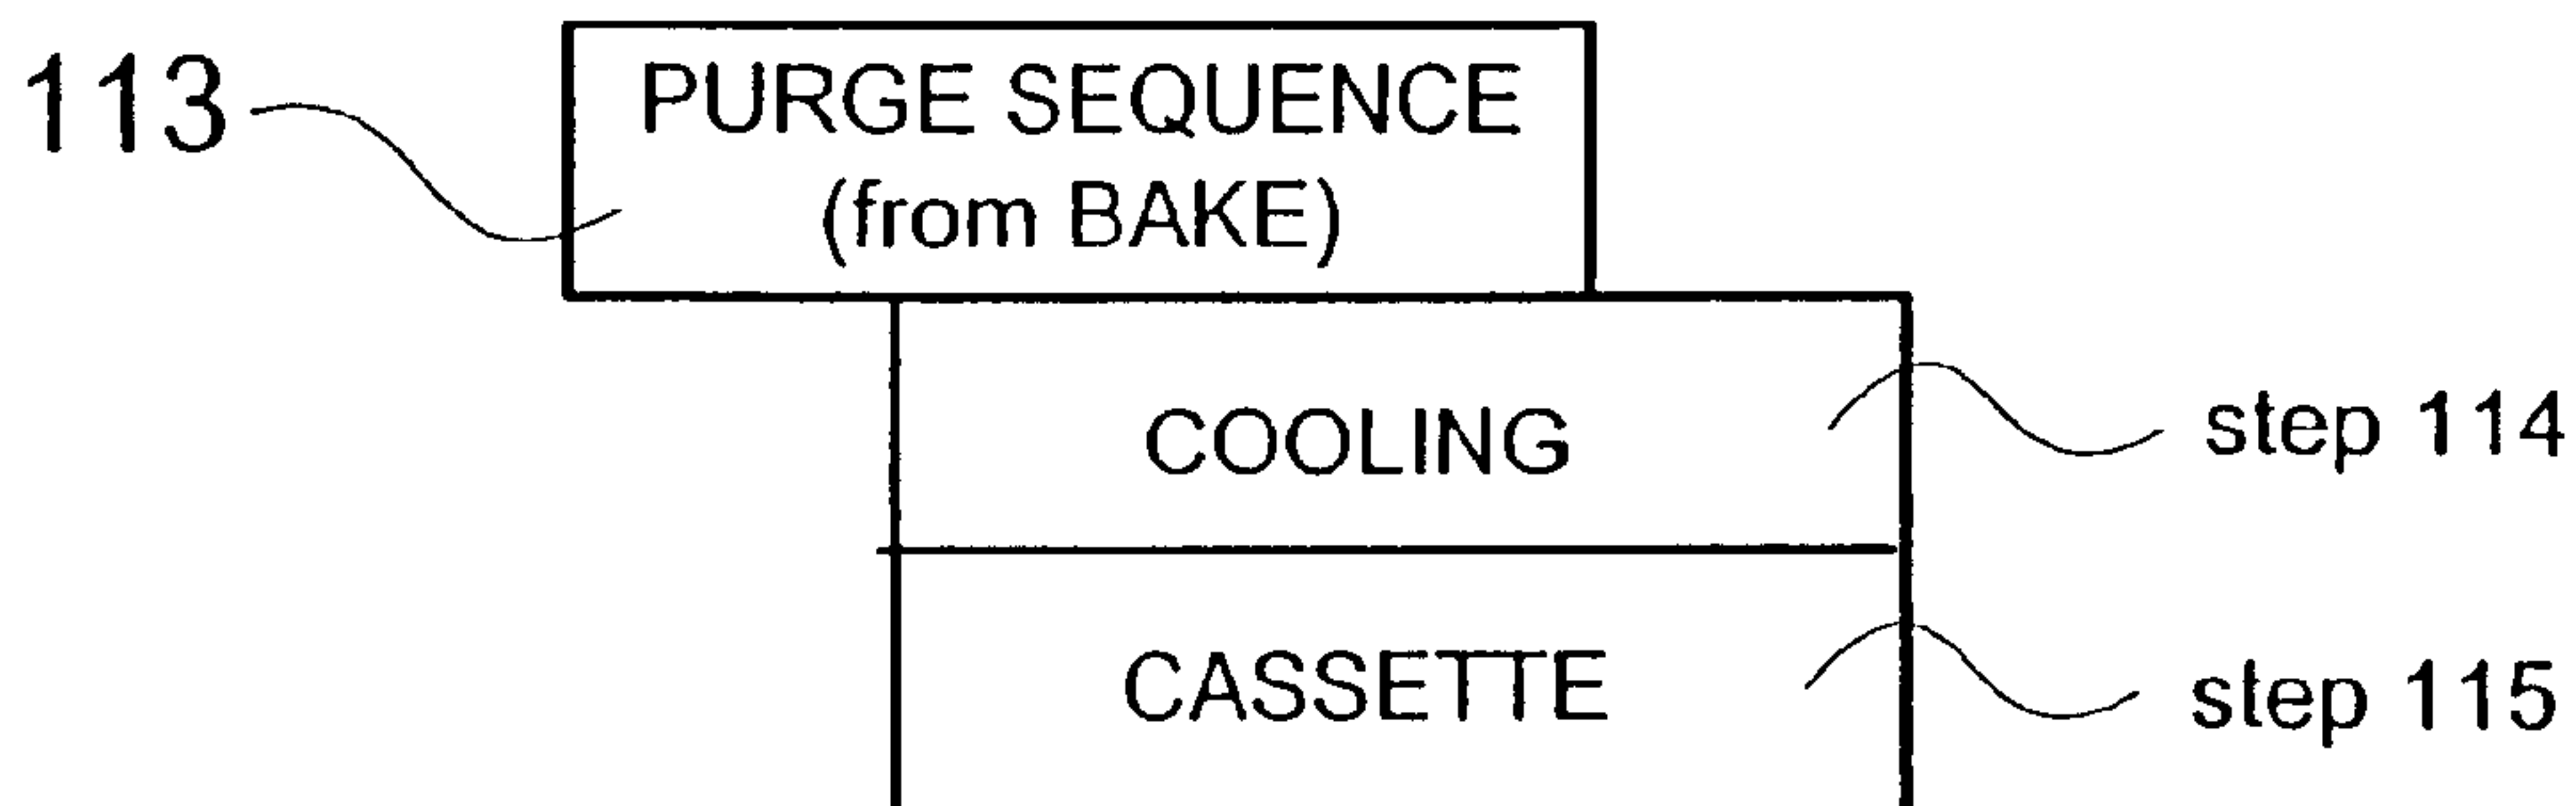 113
PURGE SEQUENCE
(from BAKE)
COOLING
step 114
CASSETTE
step 115